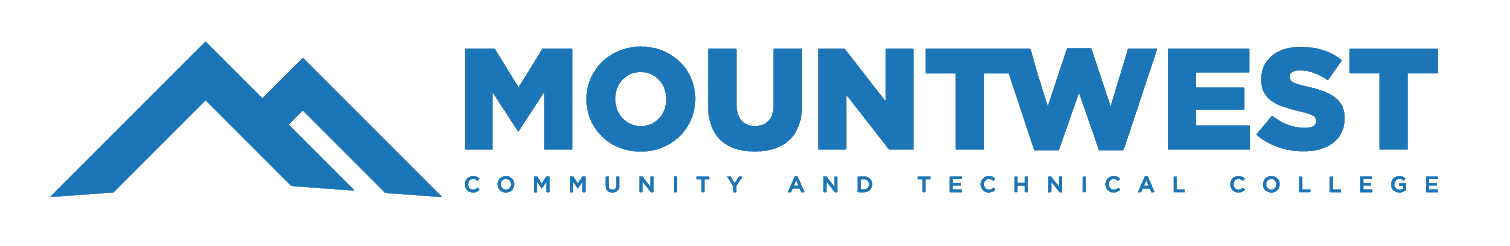 MOUNTWEST
COMMUNITY AND TECHNICAL COLLEGE